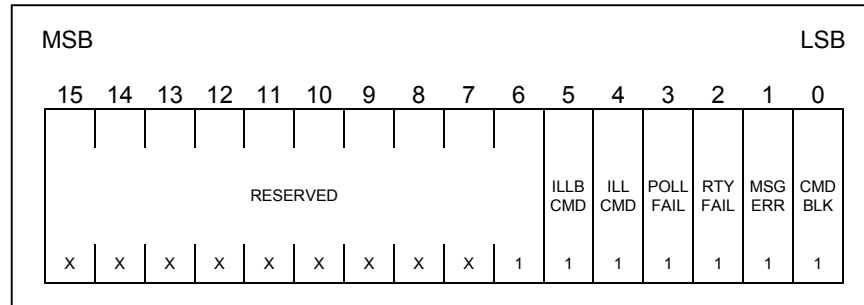 MSB LSB
15 14 13 12 11 10 9 8 7 6 5 4 3 2 1 0
RESERVED
ILLB CMD
ILL CMD
POLL FAIL
RTY FAIL
MSG ERR
CMD BLK
X X X X X X X X X 1 1 1 1 1 1 1